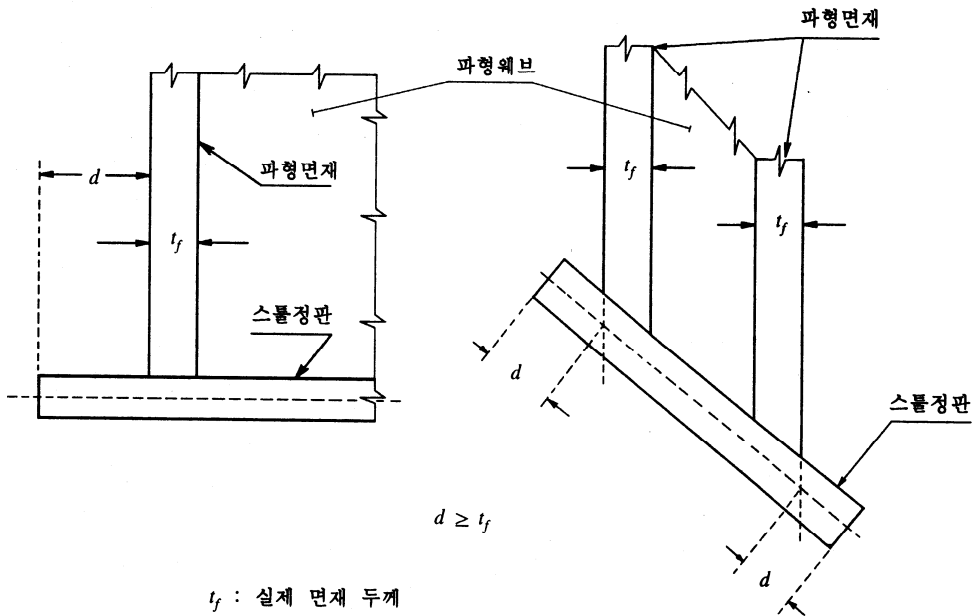 파형면재
파형웨브
d
파형면재
t_f
t_f
t_f
스툴정판
d
스툴정판
d ≥ t_f
d
t_f : 실제 면재 두께